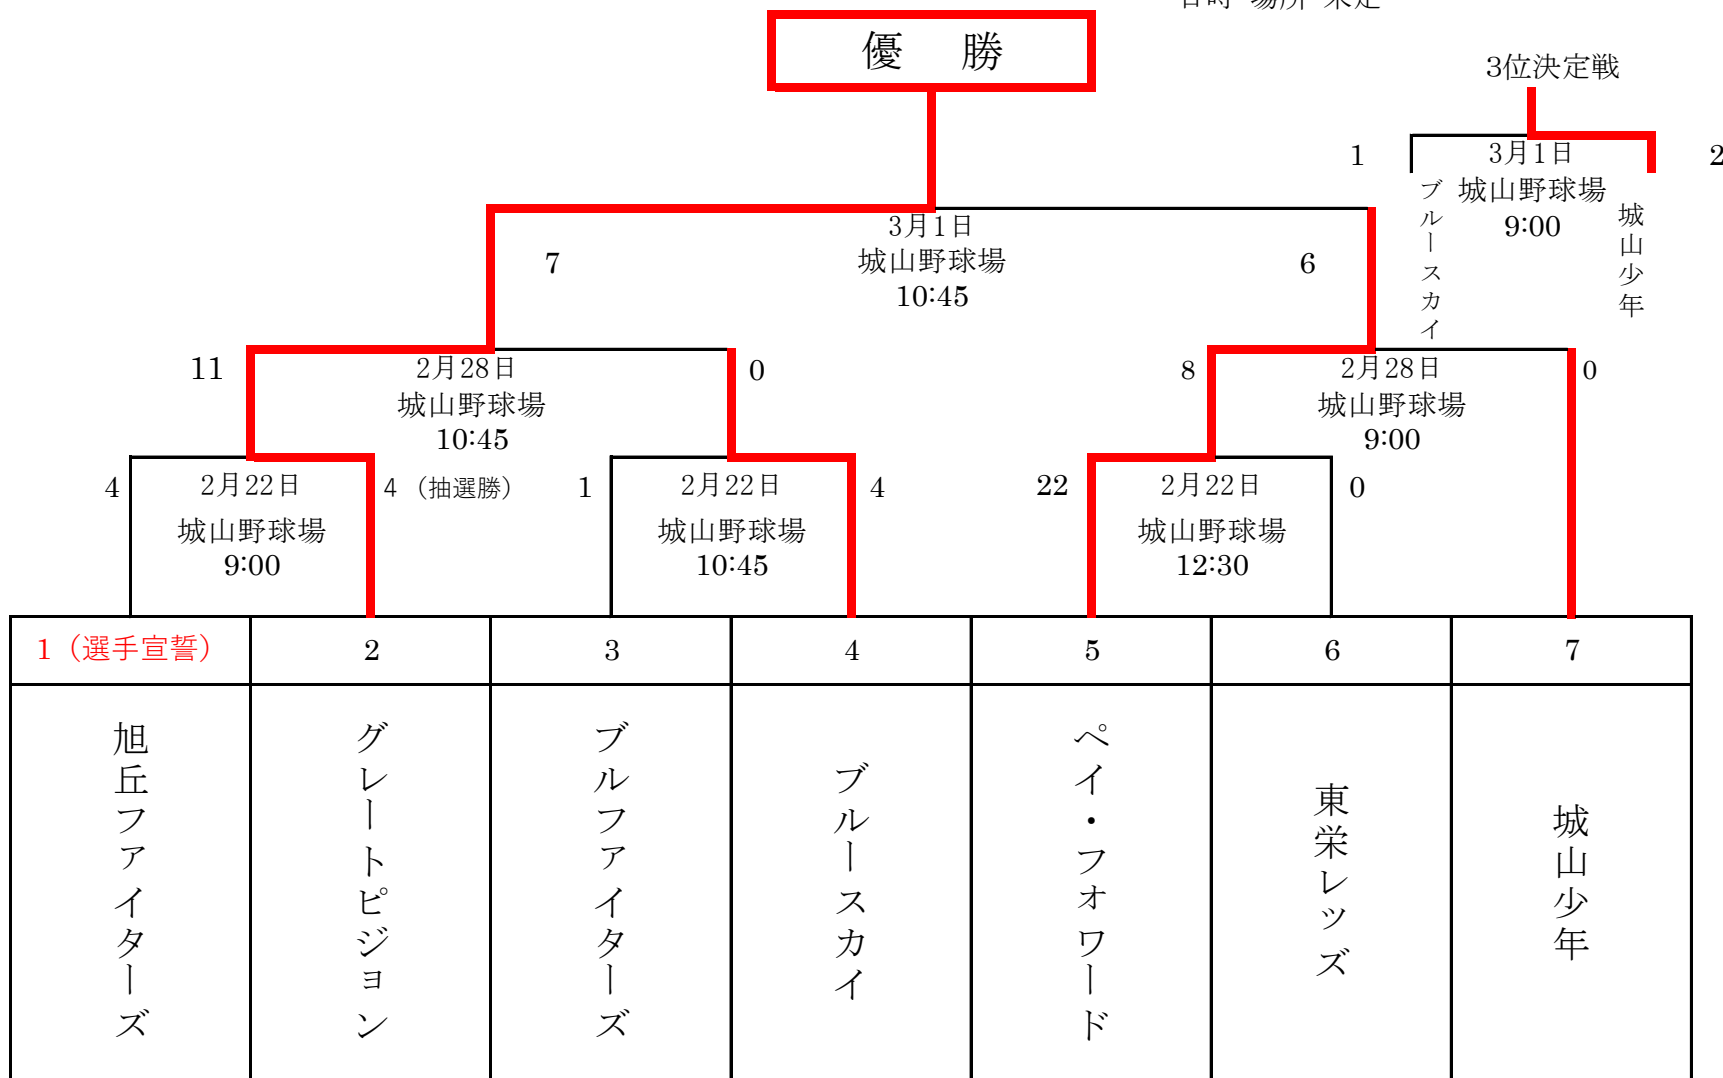 優 勝
3位決定戦
1
3月1日
2
城山野球場
9:00
ブルースカイ
城山少年
3月1日
7
城山野球場
6
10:45
11
2月28日
0
8
2月28日
0
城山野球場
城山野球場
10:45
9:00
4
2月22日
4 (抽選勝)
1
2月22日
4
22
2月22日
0
城山野球場
城山野球場
城山野球場
9:00
10:45
12:30
1 (選手宣誓)
2
3
4
5
6
7
旭丘ファイターズ
グレートピジョン
ブルファイターズ
ブルースカイ
ペイ・フォワード
東栄レッズ
城山少年